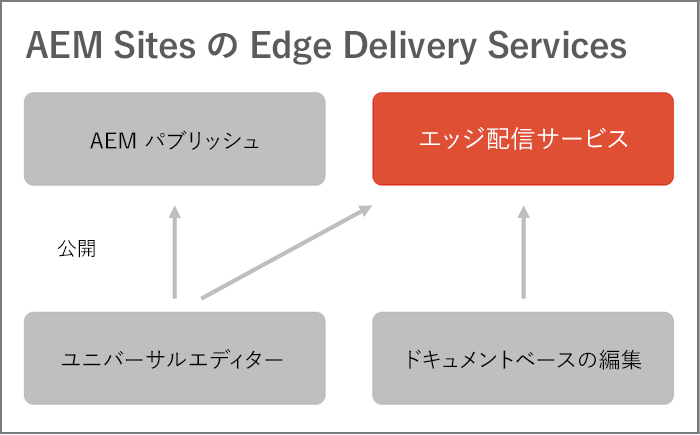 AEM Sites の Edge Delivery Services
AEM パブリッシュ
エッジ配信サービス
公開
ユニバーサルエディター
ドキュメントベースの編集